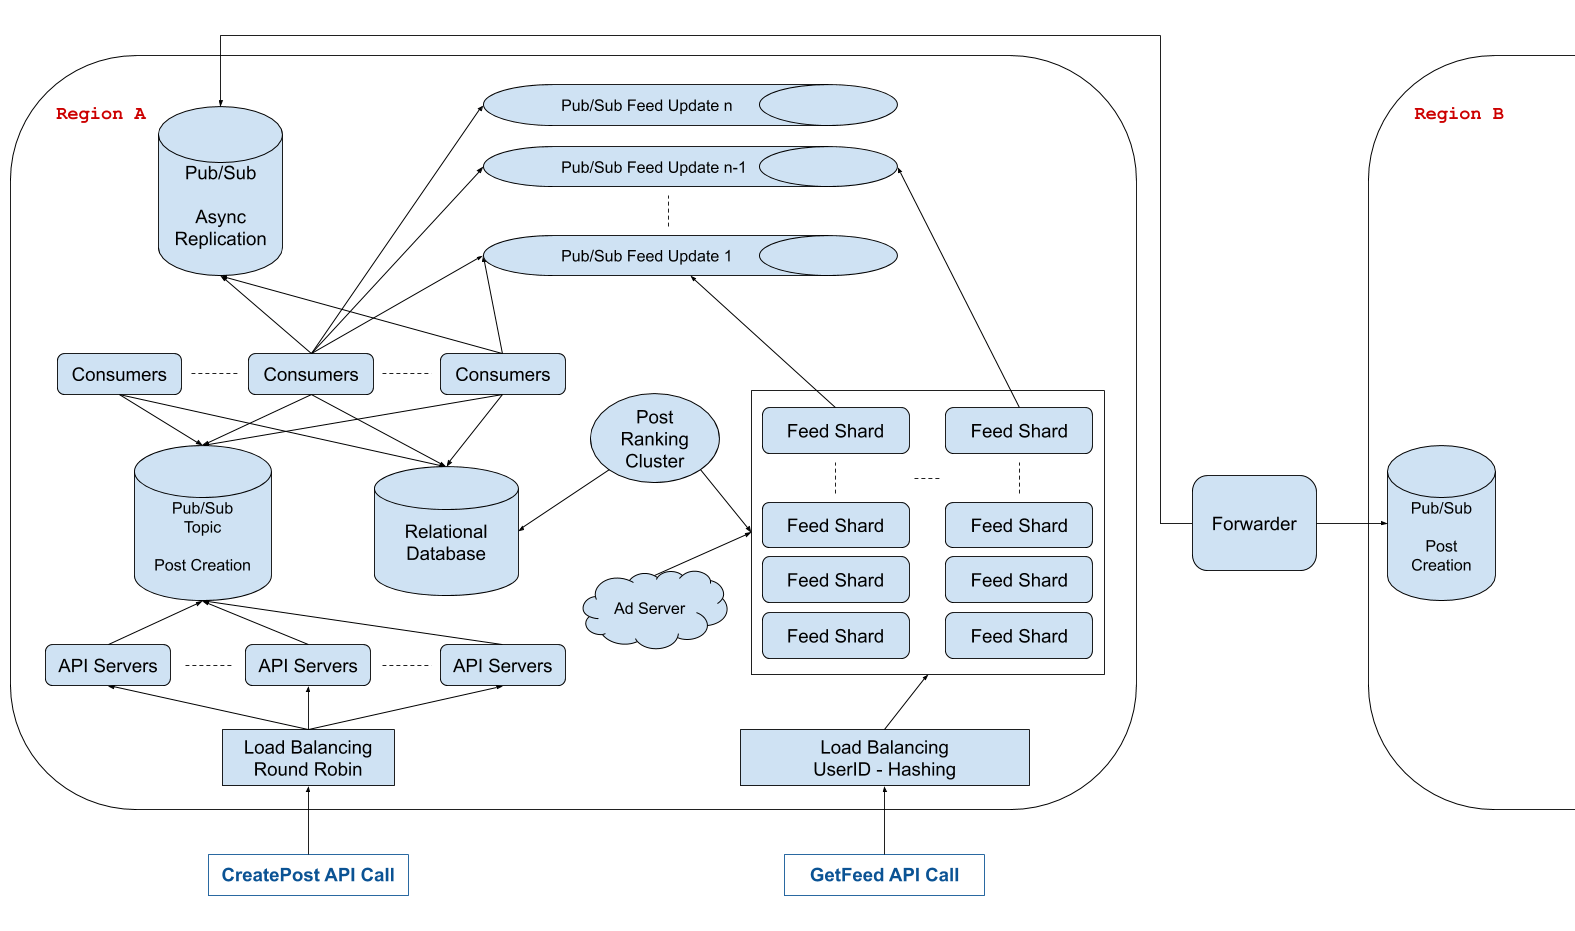 Region A
Pub/Sub
Async
Replication
Pub/Sub Feed Update n
Pub/Sub Feed Update n-1
Pub/Sub Feed Update 1
Region B
Consumers
Consumers
Consumers
Post
Ranking
Cluster
Feed Shard
Feed Shard
Pub/Sub
Topic
Post Creation
Relational
Database
Feed Shard
Feed Shard
Feed Shard
Feed Shard
Feed Shard
Feed Shard
Ad Server
Forwarder
Pub/Sub
Post
Creation
API Servers
API Servers
API Servers
Load Balancing
Round Robin
Load Balancing
UserID - Hashing
CreatePost API Call
GetFeed API Call